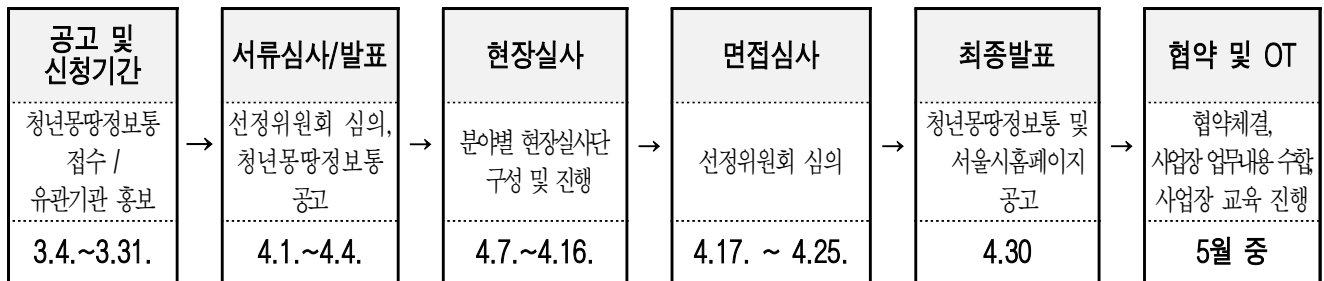 공고 및
신청기간
청년몽땅정보통
접수 /
유관기관 홍보
3.4.~3.31.
→
서류심사/발표
선정위원회 심의,
청년몽땅정보통
공고
4.1.~4.4.
→
현장실사
분야별 현장실사단
구성 및 진행
4.7.~4.16.
→
면접심사
선정위원회 심의
4.17. ~ 4.25.
→
최종발표
청년몽땅정보통 및
서울시홈페이지
공고
4.30
→
협약 및 OT
협약체결,
사업장 업무내용 수합,
사업장 교육 진행
5월 중